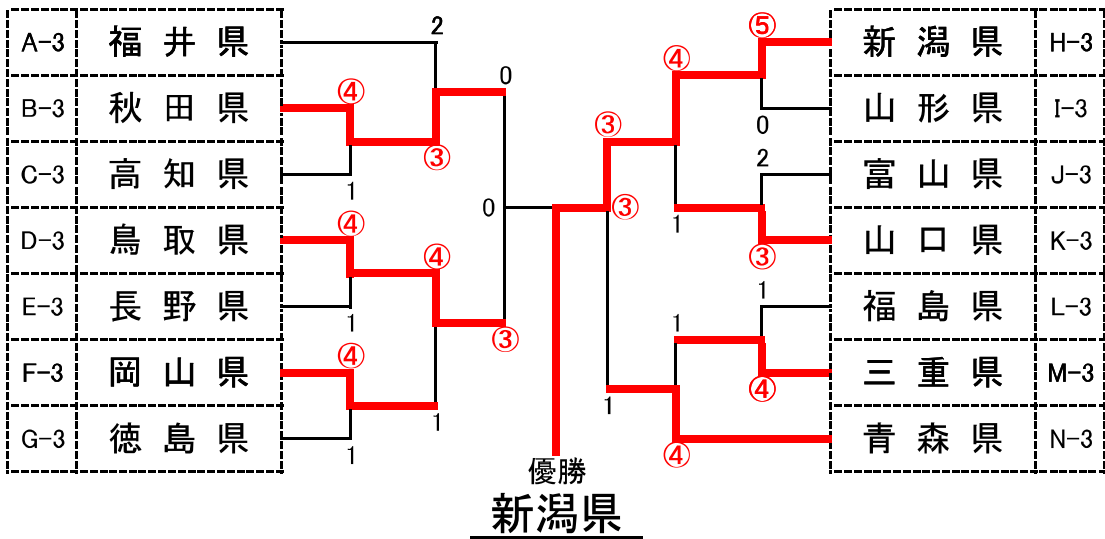 A-3 福井県
B-3 秋田県
C-3 高知県
D-3 鳥取県
E-3 長野県
F-3 岡山県
G-3 徳島県
2
④
1
③
0
④
1
④
④
1
1
③
0
③
③
④
1
1
④
⑤
0
2
③
1
1
④
新潟県 H-3
山形県 I-3
富山県 J-3
山口県 K-3
福島県 L-3
三重県 M-3
青森県 N-3
優勝
新潟県